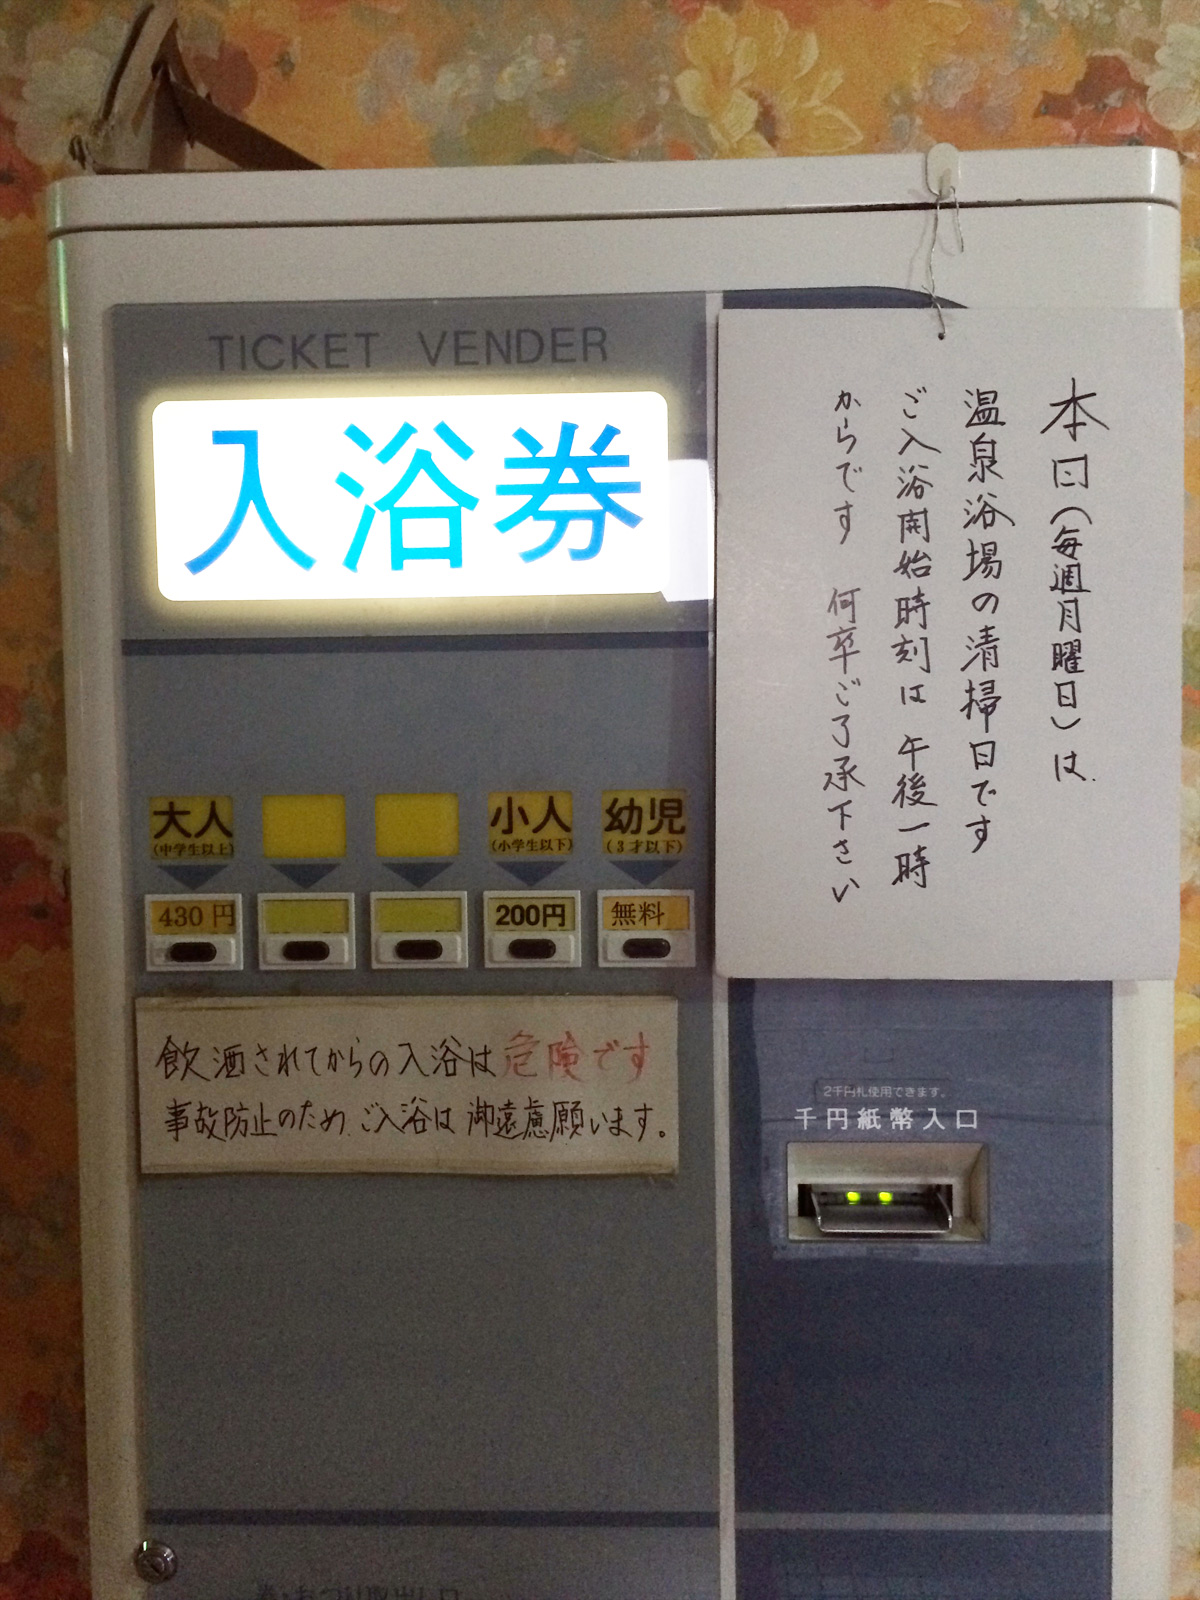 TICKET VENDER
入浴券
本日(毎週月曜日)は、
温泉浴場の清掃日です
ご入浴開始時刻は午後一時
からです 何卒ご了承下さい
大人
(中学生以上)
430円
小人
(小学生以下)
200円
幼児
(3才以下)
無料
飲酒されてからの入浴は危険です
事故防止のため、ご入浴は御遠慮願います。
2千円札使用できます。
千円紙幣入口